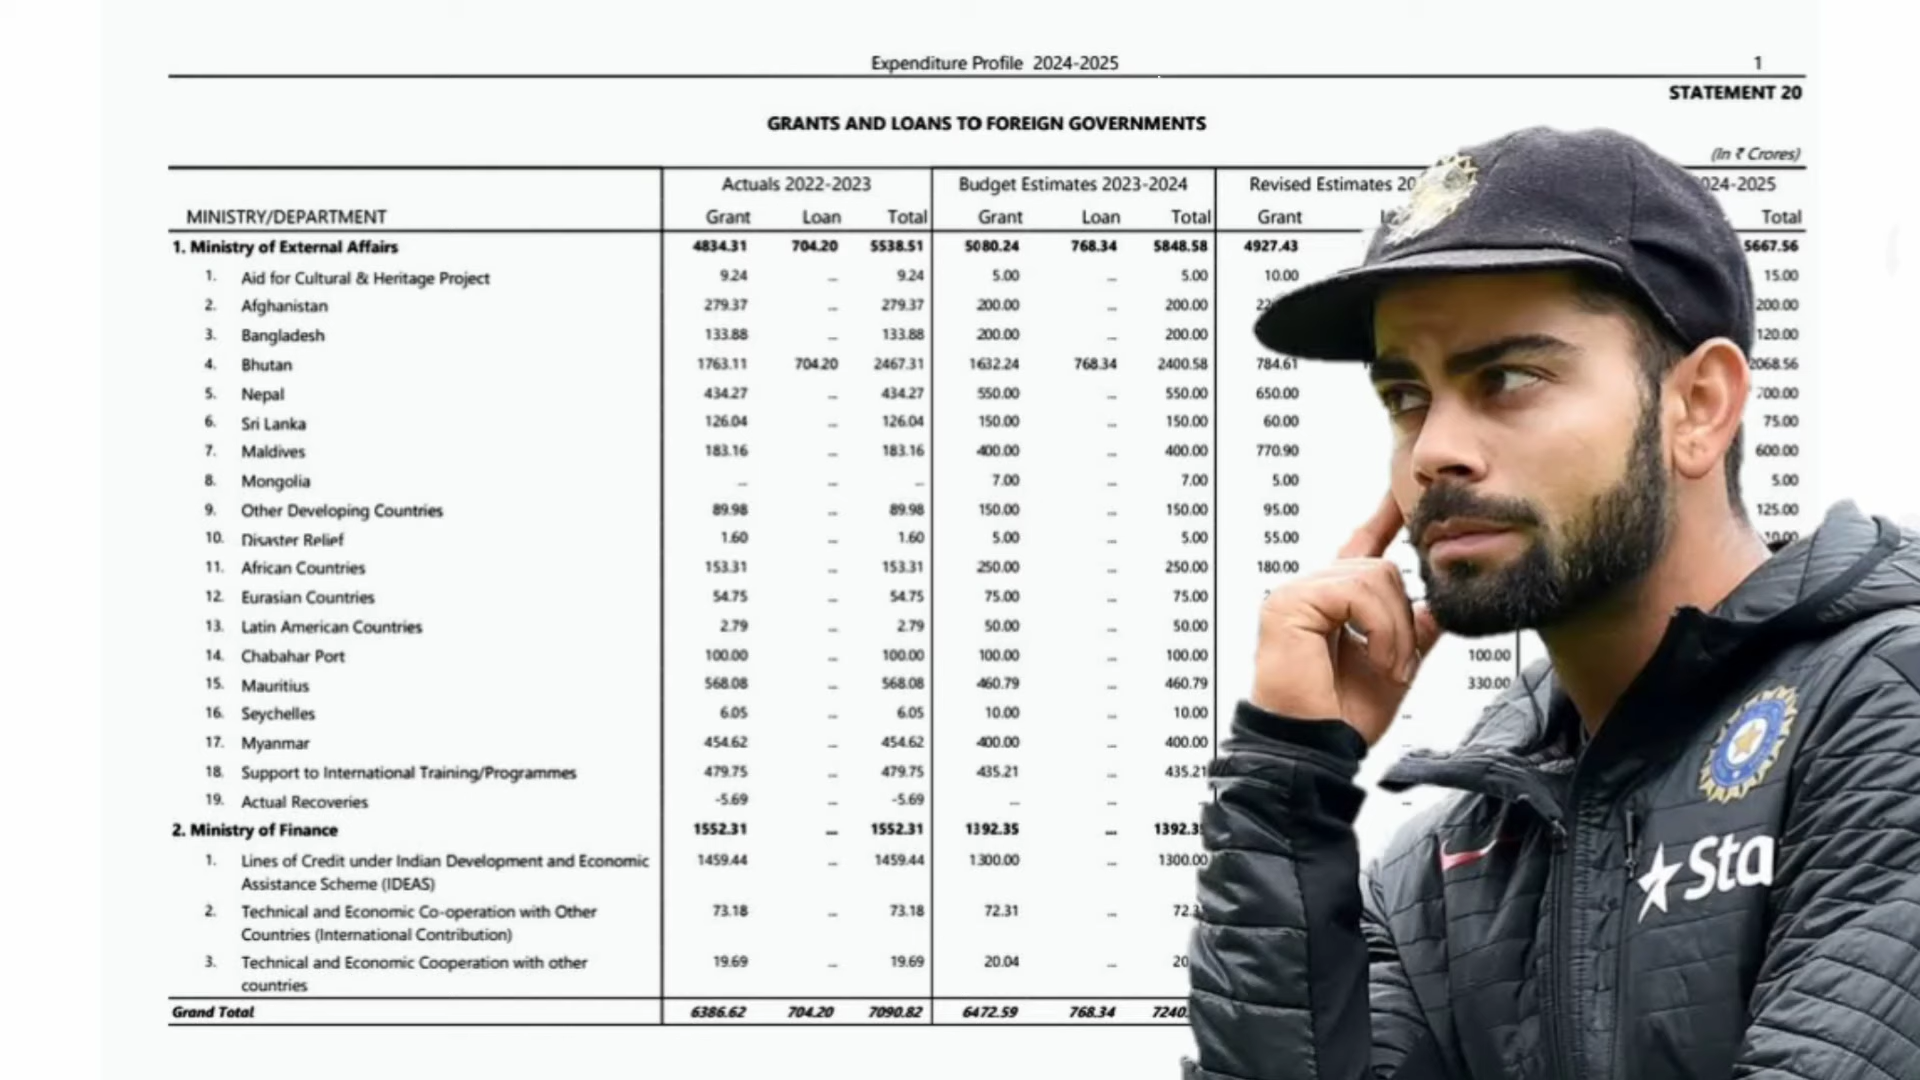 Expenditure Profile 2024-2025 1
STATEMENT 20
GRANTS AND LOANS TO FOREIGN GOVERNMENTS
(In ₹ Crores)
Actuals 2022-2023 Budget Estimates 2023-2024 Revised Estimates 20 024-2025
MINISTRY/DEPARTMENT Grant Loan Total Grant Loan Total Grant Total
1. Ministry of External Affairs 4834.31 704.20 5538.51 5080.24 768.34 5848.58 4927.43 5667.56
1. Aid for Cultural & Heritage Project 9.24 ... 9.24 5.00 ... 5.00 10.00 15.00
2. Afghanistan 279.37 ... 279.37 200.00 ... 200.00 200.00
3. Bangladesh 133.88 ... 133.88 200.00 ... 200.00 120.00
4. Bhutan 1763.11 704.20 2467.31 1632.24 768.34 2400.58 784.61 2068.56
5. Nepal 434.27 ... 434.27 550.00 ... 550.00 650.00 700.00
6. Sri Lanka 126.04 ... 126.04 150.00 ... 150.00 60.00 75.00
7. Maldives 183.16 ... 183.16 400.00 ... 400.00 770.90 600.00
8. Mongolia ... ... ... 7.00 ... 7.00 5.00 5.00
9. Other Developing Countries 89.98 ... 89.98 150.00 ... 150.00 95.00 125.00
10. Disaster Relief 1.60 ... 1.60 5.00 ... 5.00 55.00 10.00
11. African Countries 153.31 ... 153.31 250.00 ... 250.00 180.00
12. Eurasian Countries 54.75 ... 54.75 75.00 ... 75.00
13. Latin American Countries 2.79 ... 2.79 50.00 ... 50.00
14. Chabahar Port 100.00 ... 100.00 100.00 ... 100.00 100.00
15. Mauritius 568.08 ... 568.08 460.79 ... 460.79 330.00
16. Seychelles 6.05 ... 6.05 10.00 ... 10.00 ...
17. Myanmar 454.62 ... 454.62 400.00 ... 400.00
18. Support to International Training/Programmes 479.75 ... 479.75 435.21 ... 435.21
19. Actual Recoveries -5.69 ... -5.69 ... ... ...
2. Ministry of Finance 1552.31 ... 1552.31 1392.35 ... 1392.3
1. Lines of Credit under Indian Development and Economic 1459.44 ... 1459.44 1300.00 ... 1300.00
Assistance Scheme (IDEAS)
2. Technical and Economic Co-operation with Other 73.18 ... 73.18 72.31 ... 72.3
Countries (International Contribution)
3. Technical and Economic Cooperation with other 19.69 ... 19.69 20.04 ... 20
countries
Grand Total 6386.62 704.20 7090.82 6472.59 768.34 7240.
Sta